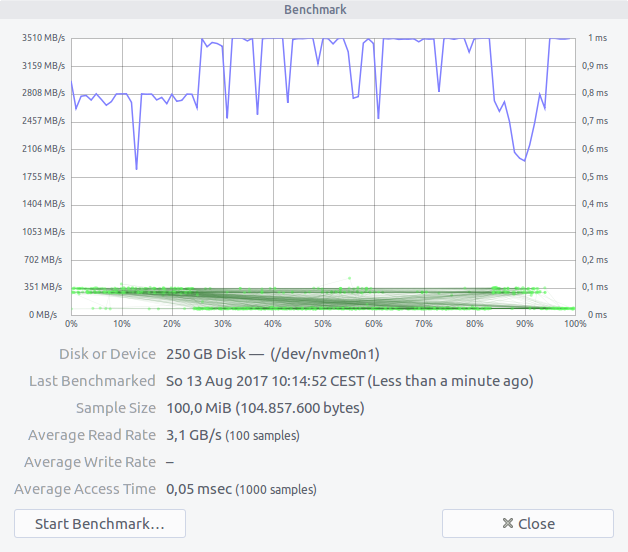 Benchmark
3510 MB/s 1 ms
3159 MB/s 0,9 ms
2808 MB/s 0,8 ms
2457 MB/s 0,7 ms
2106 MB/s 0,6 ms
1755 MB/s 0,5 ms
1404 MB/s 0,4 ms
1053 MB/s 0,3 ms
702 MB/s 0,2 ms
351 MB/s 0,1 ms
0 MB/s 0 ms
0% 10% 20% 30% 40% 50% 60% 70% 80% 90% 100%
Disk or Device 250 GB Disk — (/dev/nvme0n1)
Last Benchmarked So 13 Aug 2017 10:14:52 CEST (Less than a minute ago)
Sample Size 100,0 MiB (104.857.600 bytes)
Average Read Rate 3,1 GB/s (100 samples)
Average Write Rate –
Average Access Time 0,05 msec (1000 samples)
Start Benchmark… Close